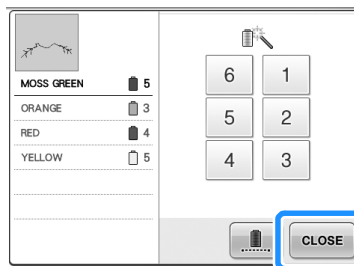 MOSS GREEN 5
ORANGE 3
RED 4
YELLOW 5
6 1
5 2
4 3
CLOSE